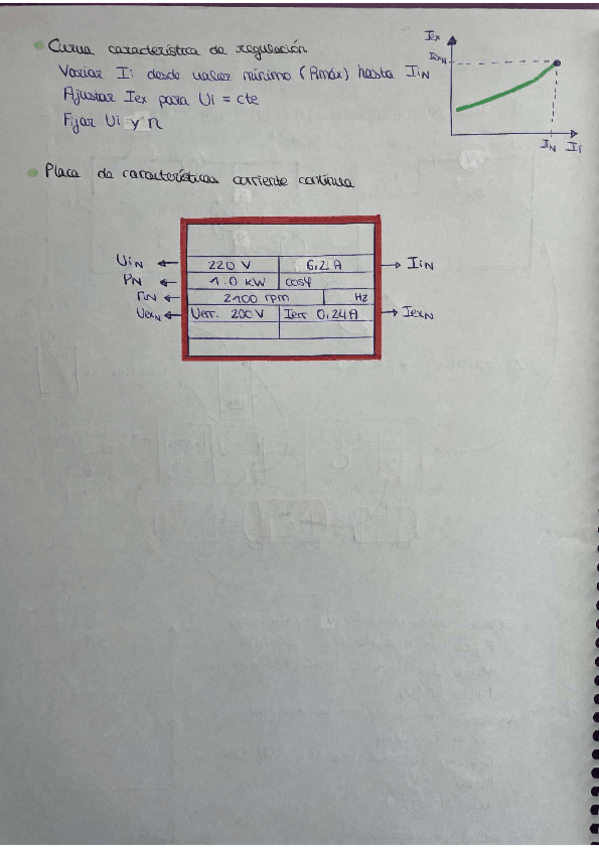 Curva característica de regulación
Variar Ii desde valor mínimo (Rmáx) hasta IiN
Ajustar Iex para Ui = cte
Fijar Ui y n
Iex
IexN
IN Ii
Placa de características corriente continua
UiN 220 V 6,2 A IiN
PN 1.0 kW cosφ
nN 2100 rpm Hz
UexN Uerr. 200 V Ierr 0,24 A IexN